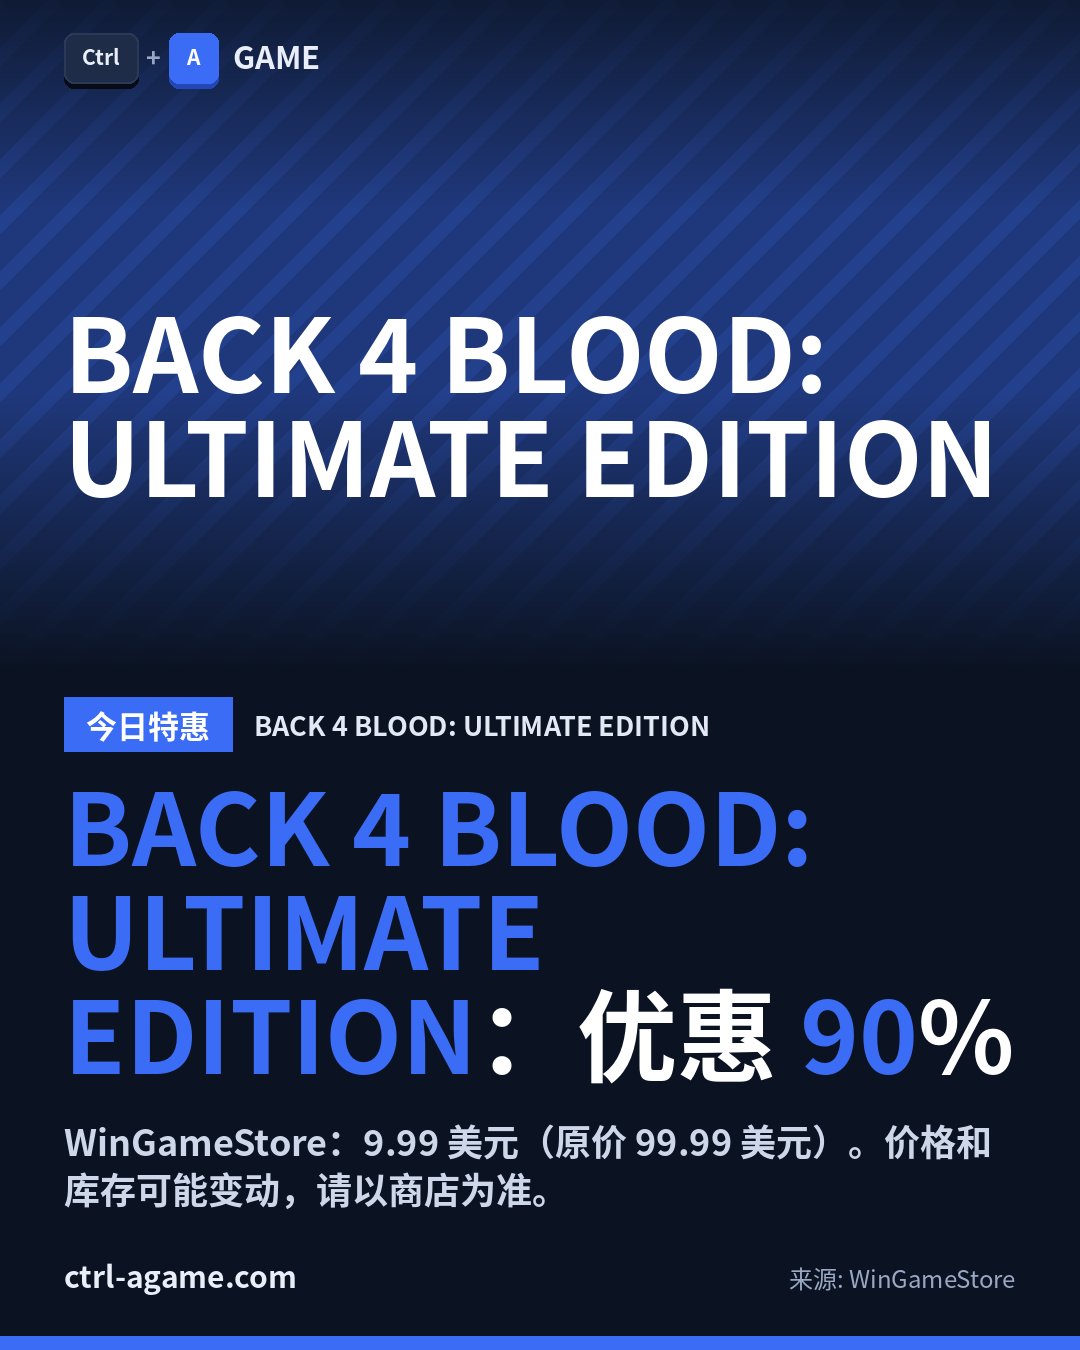 Ctrl + A GAME
BACK 4 BLOOD:
ULTIMATE EDITION
今日特惠 BACK 4 BLOOD: ULTIMATE EDITION
BACK 4 BLOOD:
ULTIMATE
EDITION：优惠 90%
WinGameStore：9.99 美元（原价 99.99 美元）。价格和
库存可能变动，请以商店为准。
ctrl-agame.com 来源: WinGameStore